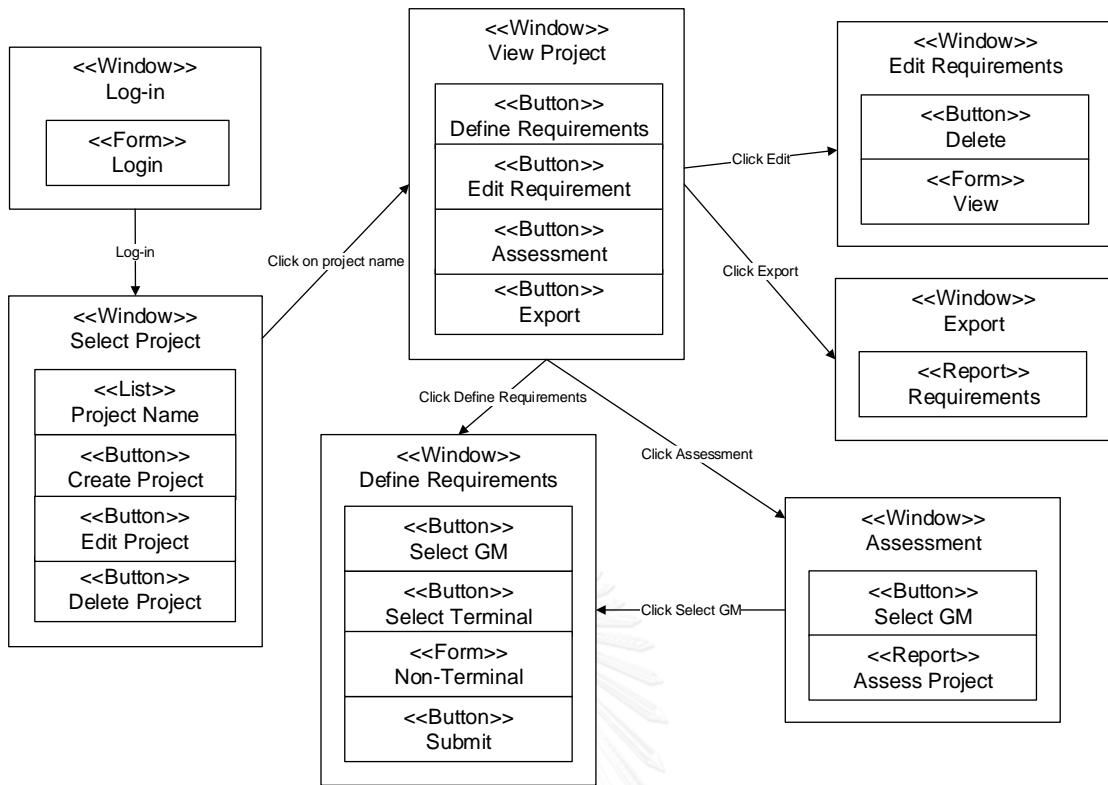 <<Window>>
Log-in
<<Form>>
Login
Log-in
<<Window>>
Select Project
<<List>>
Project Name
<<Button>>
Create Project
<<Button>>
Edit Project
<<Button>>
Delete Project
Click on project name
<<Window>>
View Project
<<Button>>
Define Requirements
<<Button>>
Edit Requirement
<<Button>>
Assessment
<<Button>>
Export
Click Edit
<<Window>>
Edit Requirements
<<Button>>
Delete
<<Form>>
View
Click Export
<<Window>>
Export
<<Report>>
Requirements
Click Define Requirements
<<Window>>
Define Requirements
<<Button>>
Select GM
<<Button>>
Select Terminal
<<Form>>
Non-Terminal
<<Button>>
Submit
Click Assessment
<<Window>>
Assessment
<<Button>>
Select GM
<<Report>>
Assess Project
Click Select GM